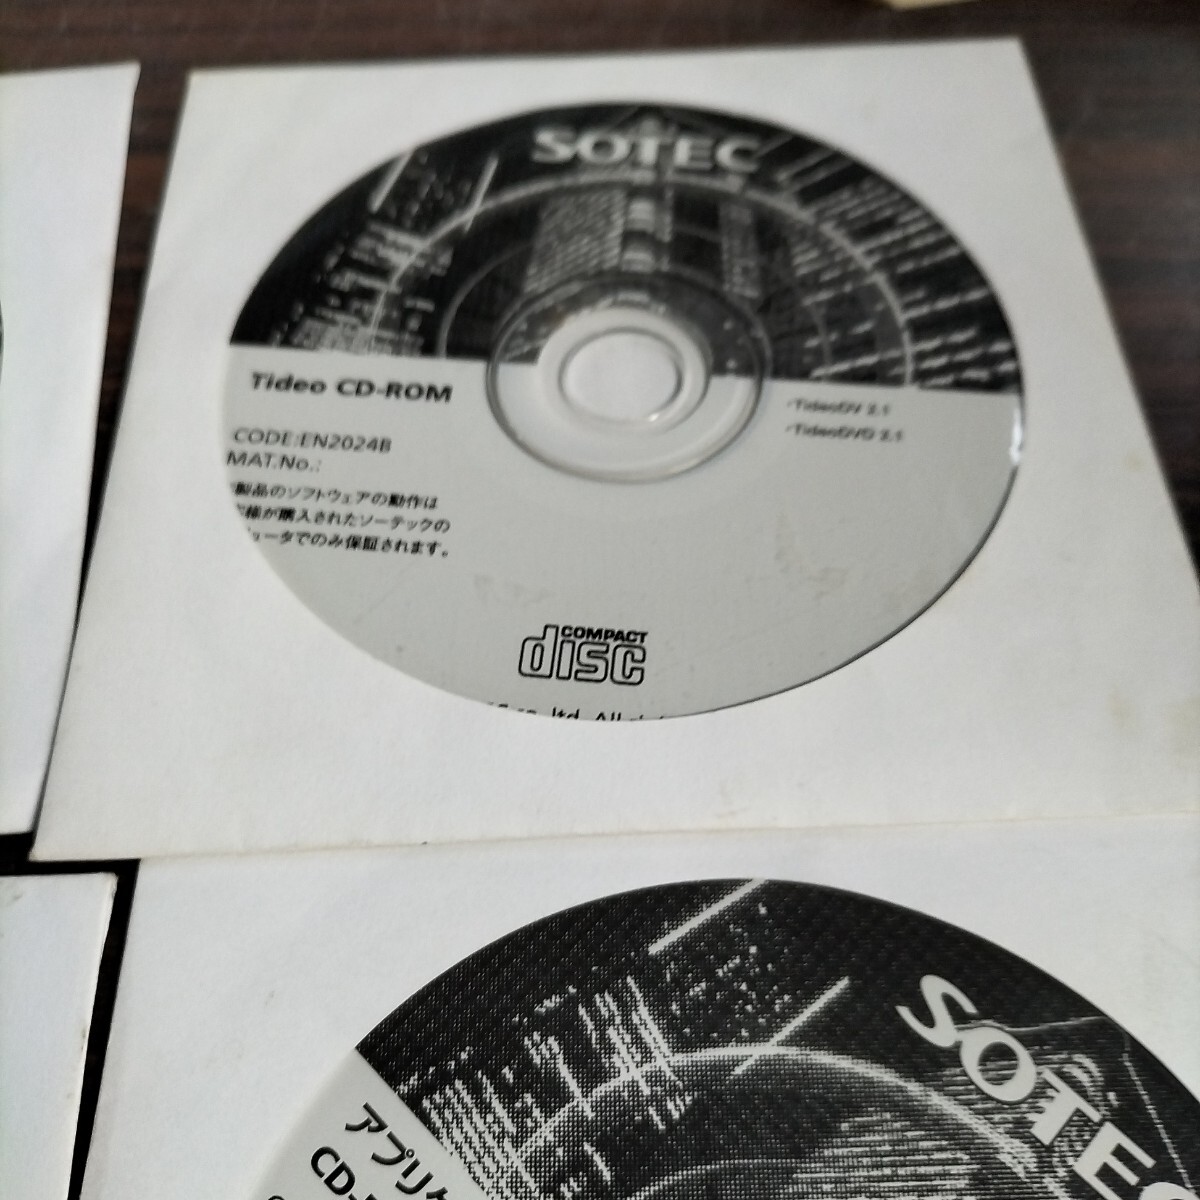 SOTEC
Tideo CD-ROM
・TideoDV 2.1
・TideoDVD 2.1
CODE:EN2024B
MAT.No.:
製品のソフトウェアの動作は
様が購入されたソーテックの
ュータでのみ保証されます。
COMPACT
disc
ltd. All
SOTEC
アプリケ
CD-